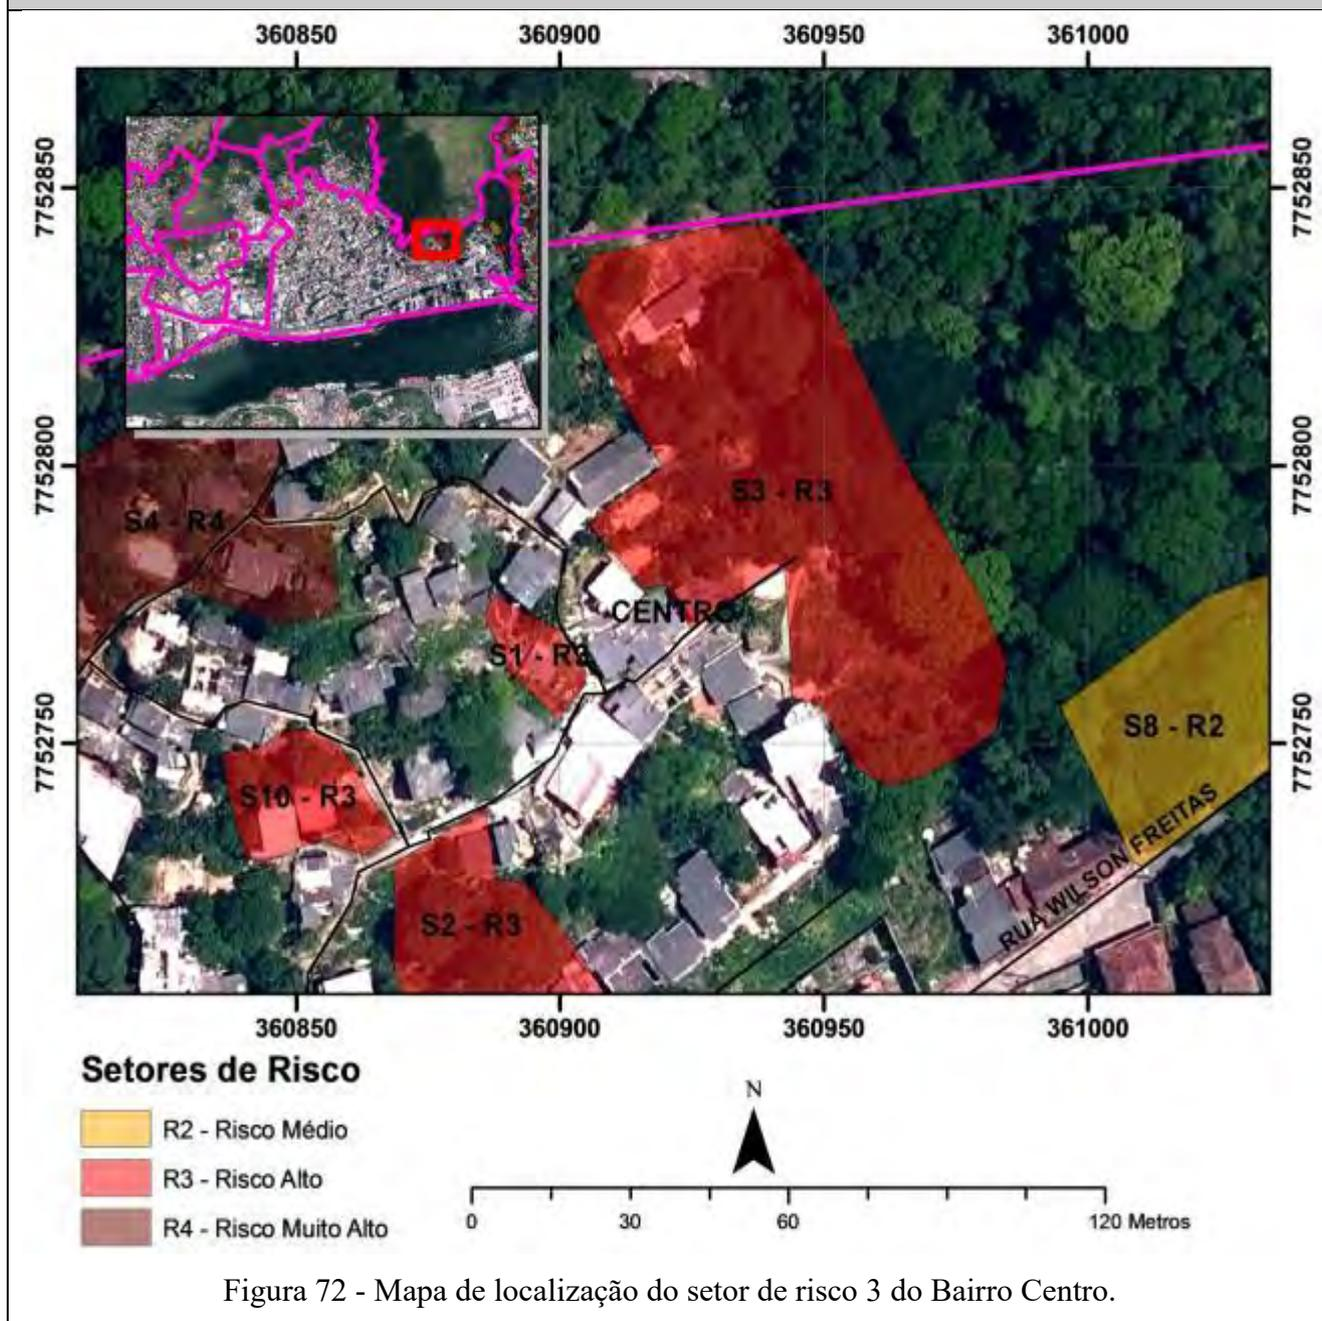 360850 360900 360950 361000
7752850 7752850
7752800 7752800
S4 - R4
S3 - R3
CENTRO
S1 - R3
7752750 7752750
S8 - R2
S10 - R3
RUA WILSON FREITAS
S2 - R3
360850 360900 360950 361000
Setores de Risco
R2 - Risco Médio
R3 - Risco Alto
R4 - Risco Muito Alto
N
0 30 60 120 Metros
Figura 72 - Mapa de localização do setor de risco 3 do Bairro Centro.